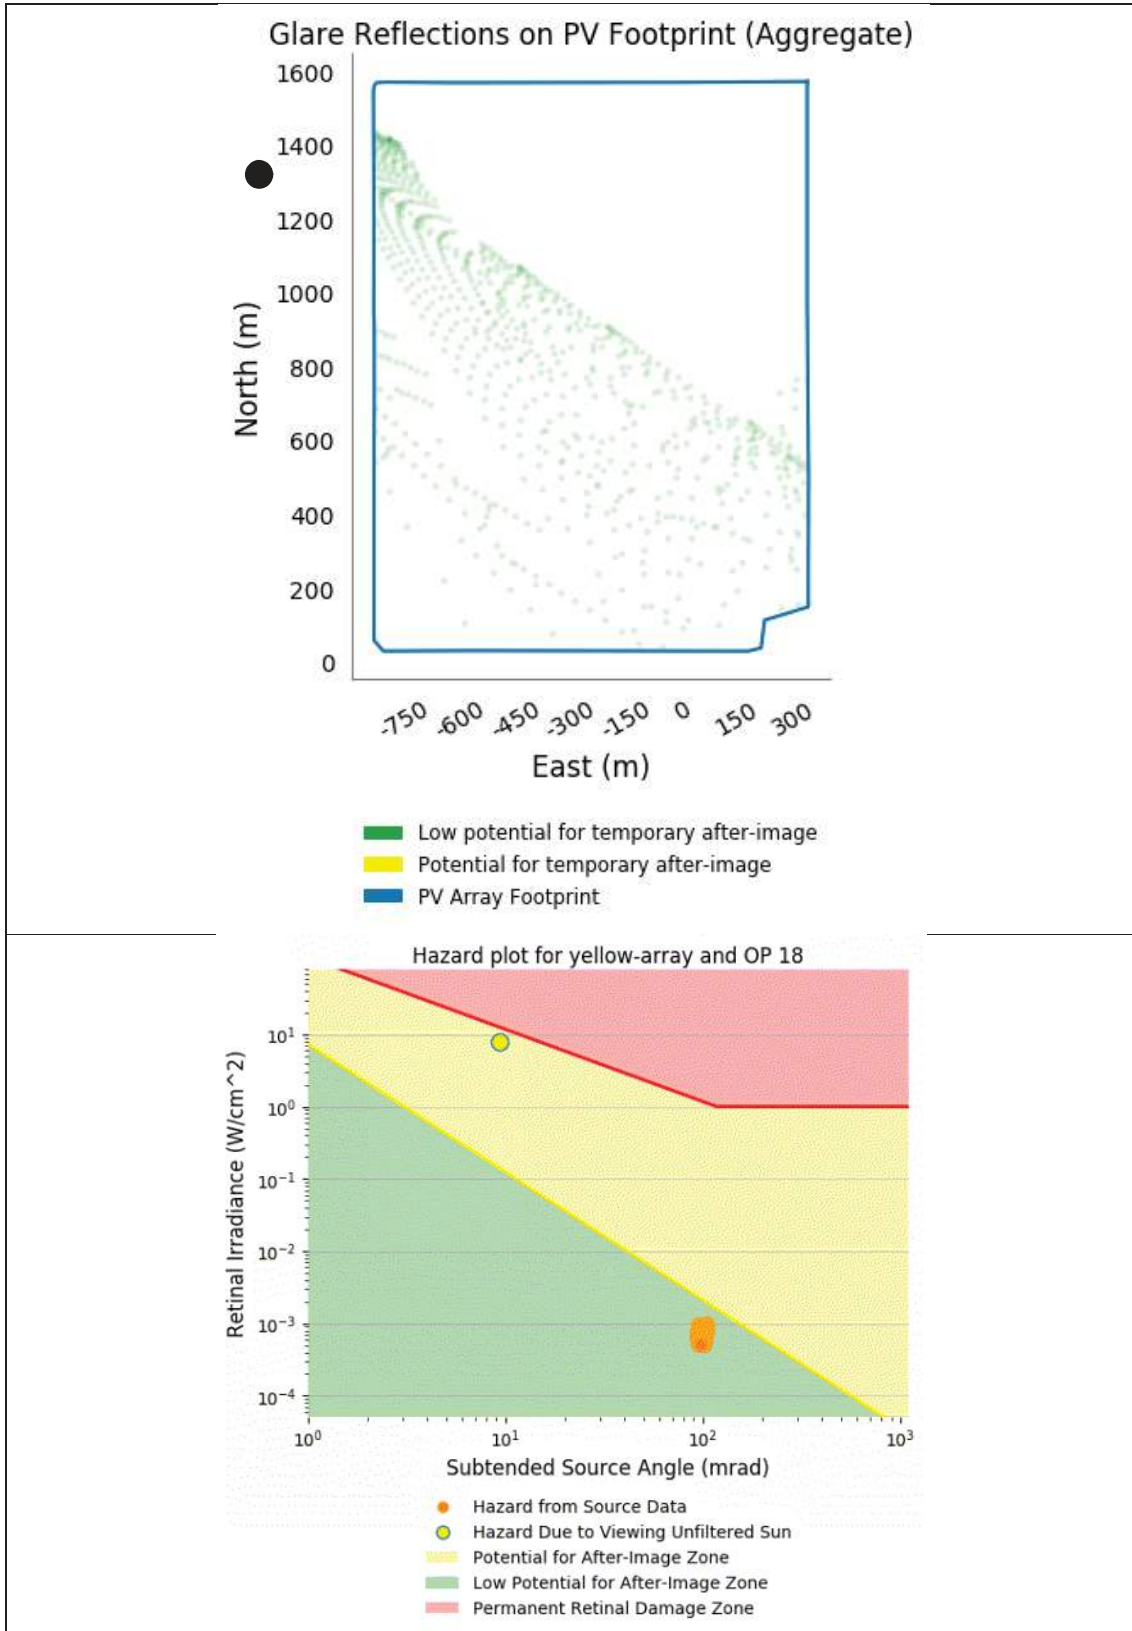 Glare Reflections on PV Footprint (Aggregate)
1600
1400
1200
1000
800
600
400
200
0
North (m)
-750 -600 -450 -300 -150 0 150 300
East (m)
Low potential for temporary after-image
Potential for temporary after-image
PV Array Footprint
Hazard plot for yellow-array and OP 18
10^1
10^0
10^-1
10^-2
10^-3
10^-4
Retinal Irradiance (W/cm^2)
10^0 10^1 10^2 10^3
Subtended Source Angle (mrad)
Hazard from Source Data
Hazard Due to Viewing Unfiltered Sun
Potential for After-Image Zone
Low Potential for After-Image Zone
Permanent Retinal Damage Zone